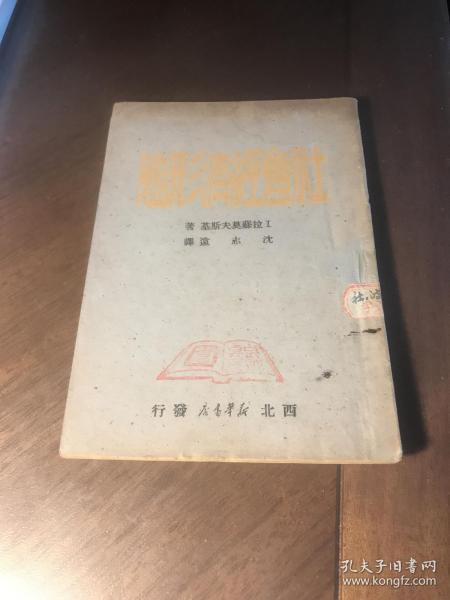 社會經濟形態
I 拉蘇莫夫斯基 著
沈志遠 譯
西北新華書店發行
孔夫子旧书网
www.kongfz.com